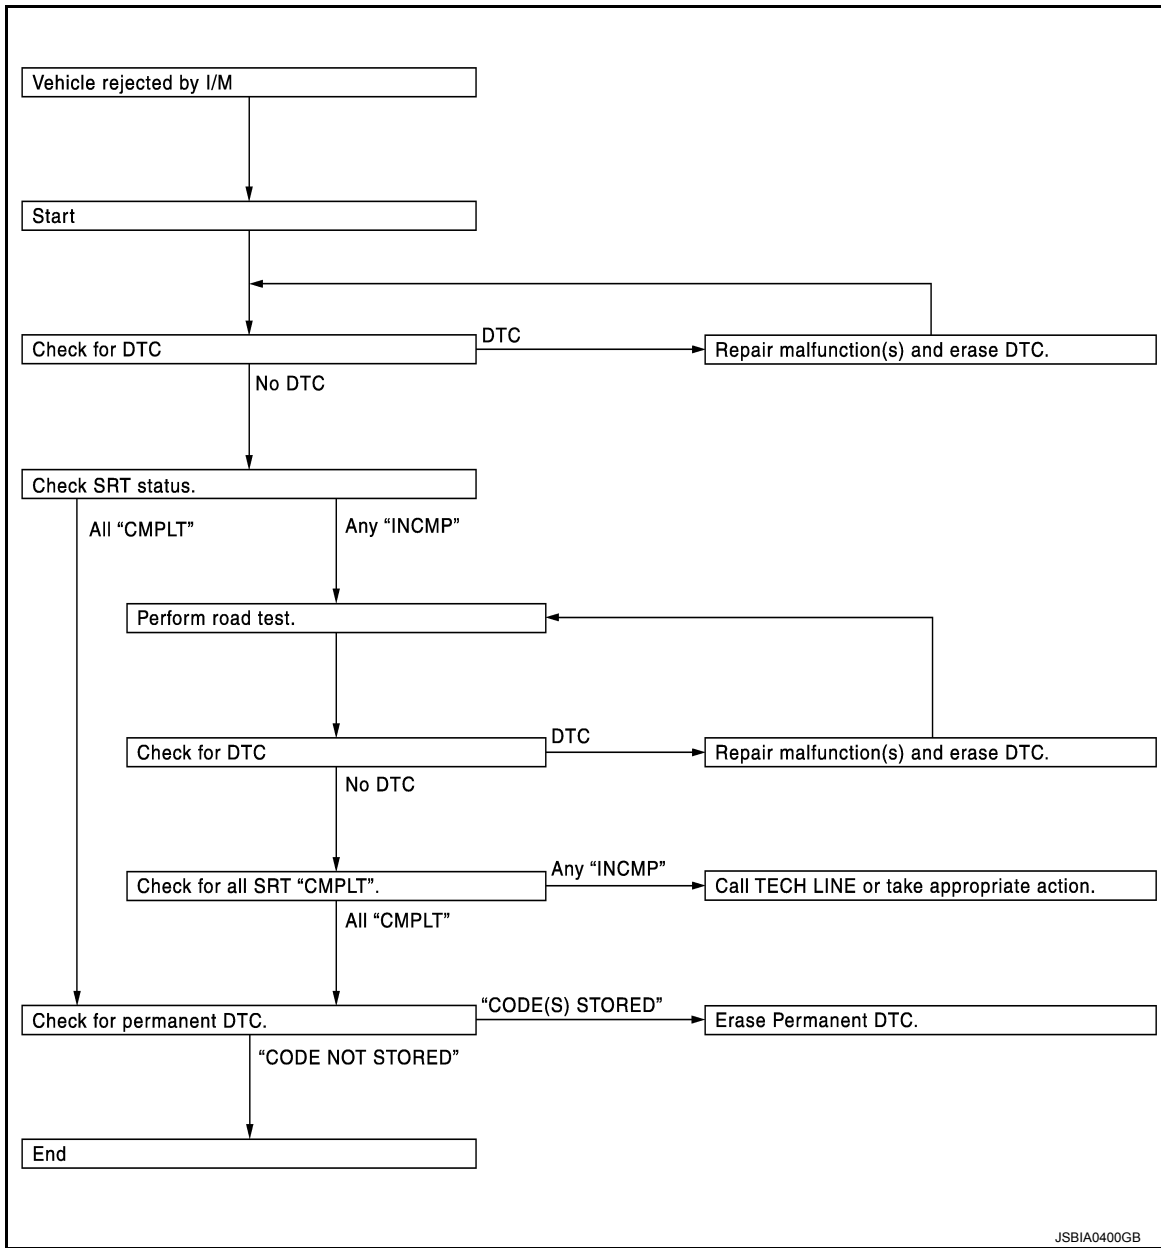 Vehicle rejected by I/M
Start
Check for DTC
DTC
Repair malfunction(s) and erase DTC.
No DTC
Check SRT status.
All “CMPLT”
Any “INCMP”
Perform road test.
Check for DTC
DTC
Repair malfunction(s) and erase DTC.
No DTC
Check for all SRT “CMPLT”.
Any “INCMP”
Call TECH LINE or take appropriate action.
All “CMPLT”
Check for permanent DTC.
“CODE(S) STORED”
Erase Permanent DTC.
“CODE NOT STORED”
End
JSBIA0400GB